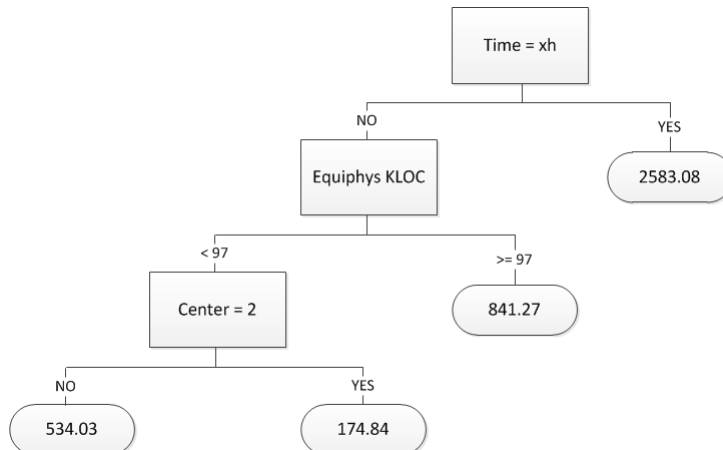 Time = xh
NO
YES
Equiphys KLOC
2583.08
< 97
>= 97
Center = 2
841.27
NO
YES
534.03
174.84